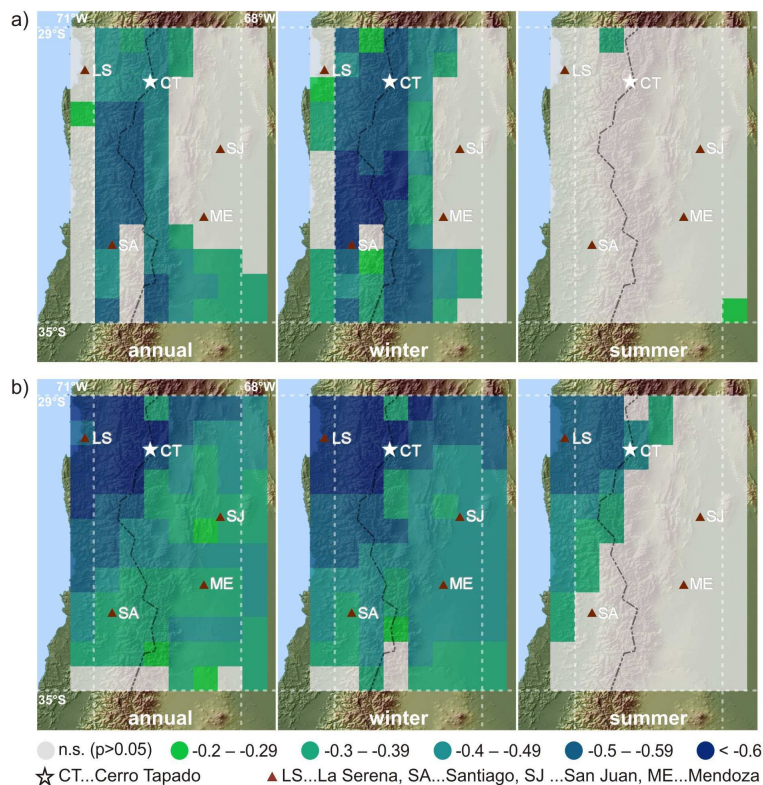 a)
71°W 68°W
29°S
LS LS LS
CT CT CT
SJ SJ SJ
ME ME ME
SA SA SA
35°S
annual winter summer
b)
71°W 68°W
29°S
LS LS LS
CT CT CT
SJ SJ SJ
ME ME ME
SA SA SA
35°S
annual winter summer
n.s. (p>0.05) -0.2 – -0.29 -0.3 – -0.39 -0.4 – -0.49 -0.5 – -0.59 < -0.6
CT...Cerro Tapado LS...La Serena, SA...Santiago, SJ ...San Juan, ME...Mendoza